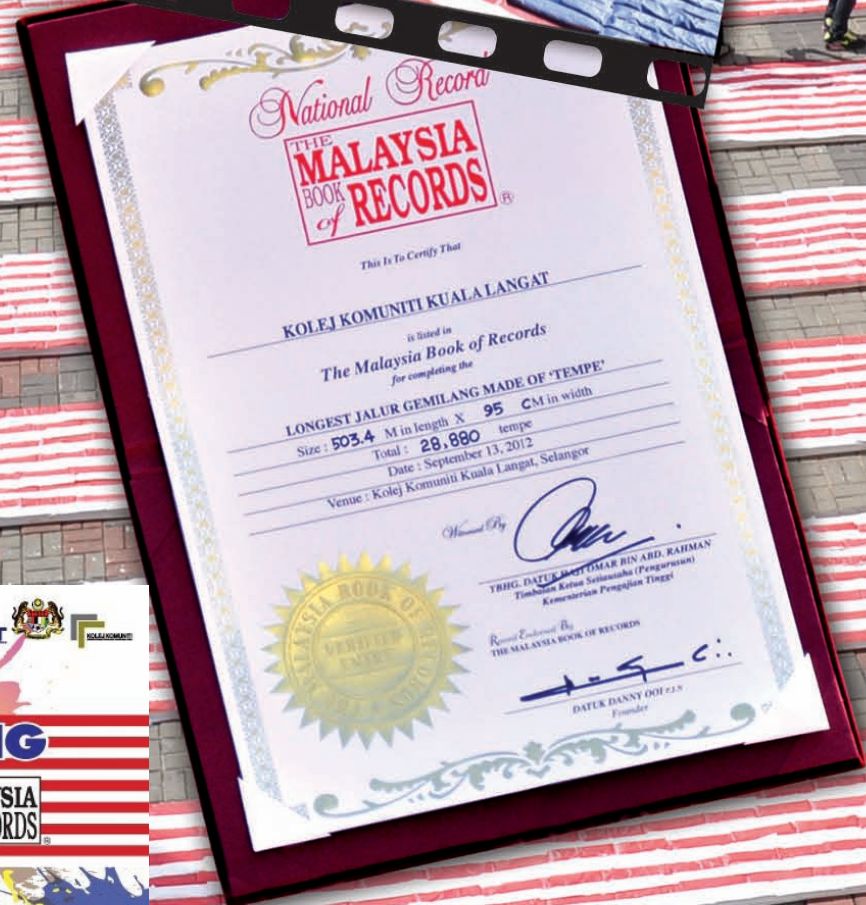 National Record
THE
MALAYSIA
BOOK
of RECORDS®
This Is To Certify That
KOLEJ KOMUNITI KUALA LANGAT
is listed in
The Malaysia Book of Records
for completing the
LONGEST JALUR GEMILANG MADE OF 'TEMPE'
Size : 503.4 M in length X 95 CM in width
Total : 28,880 tempe
Date : September 13, 2012
Venue : Kolej Komuniti Kuala Langat, Selangor
Witnessed By
YBHG. DATUK HAJI OMAR BIN ABD. RAHMAN
Timbalan Ketua Setiausaha (Pengurusan)
Kementerian Pengajian Tinggi
Record Endorsed By
THE MALAYSIA BOOK OF RECORDS
DATUK DANNY OOI P.J.N
Founder
MALAYSIA BOOK OF RECORDS
VERIFIED
ENTRY
T
KOLEJ KOMUNITI
G
SIA
RDS®